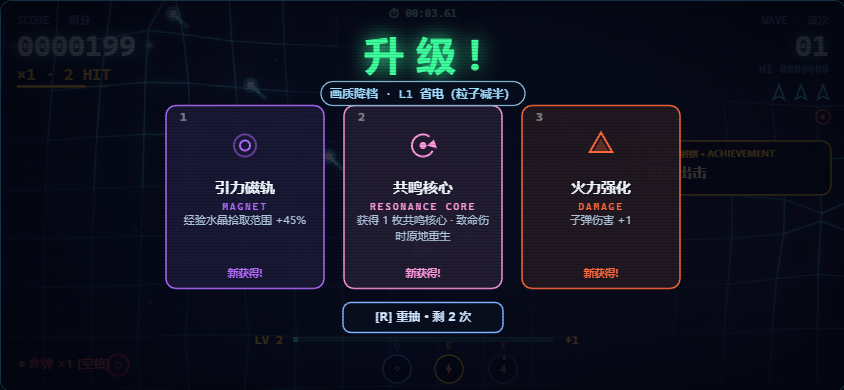 SCORE · 得分
00:03.61
WAVE · 波次
0000199
01
升级!
HI 0000000
×1 · 2 HIT
画质降档 · L1 省电 (粒子减半)
1
2
3
ACHIEVEMENT
出击
引力磁轨
共鸣核心
火力强化
MAGNET
RESONANCE CORE
DAMAGE
经验水晶拾取范围 +45%
获得 1 枚共鸣核心 · 致命伤
时原地重生
子弹伤害 +1
新获得!
新获得!
新获得!
[R] 重抽 • 剩 2 次
LV 2
+1
E
• 炸弹 ×1 [空格]
4